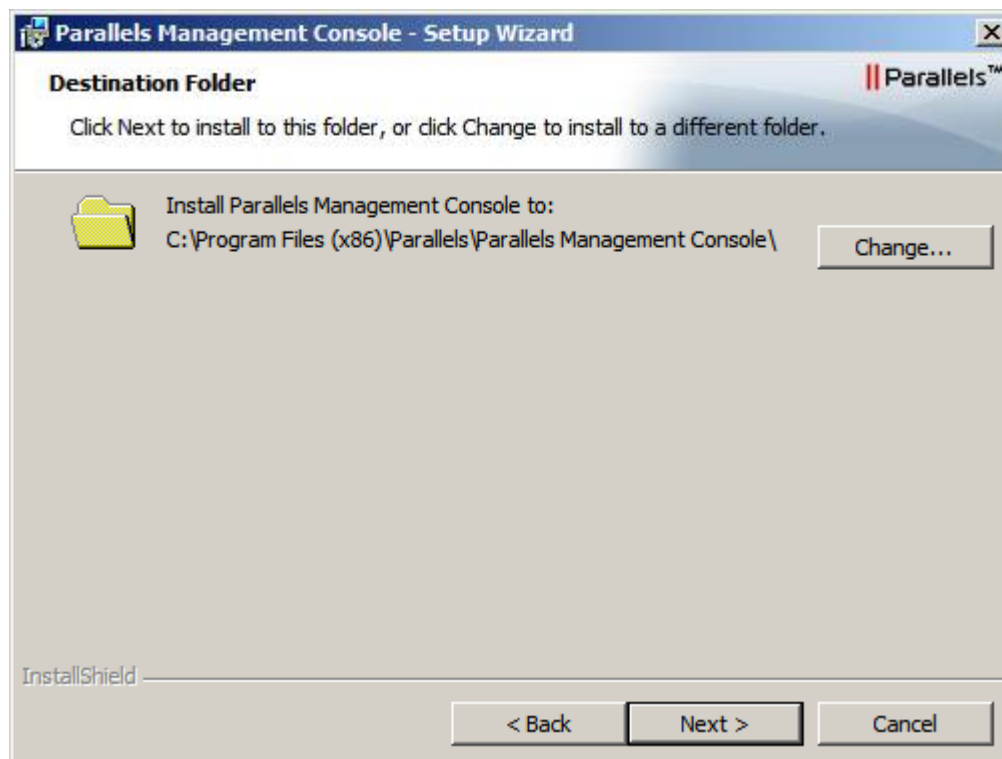 Parallels Management Console - Setup Wizard
Destination Folder
||Parallels™
Click Next to install to this folder, or click Change to install to a different folder.
Install Parallels Management Console to:
C:\Program Files (x86)\Parallels\Parallels Management Console\
Change...
InstallShield
< Back
Next >
Cancel